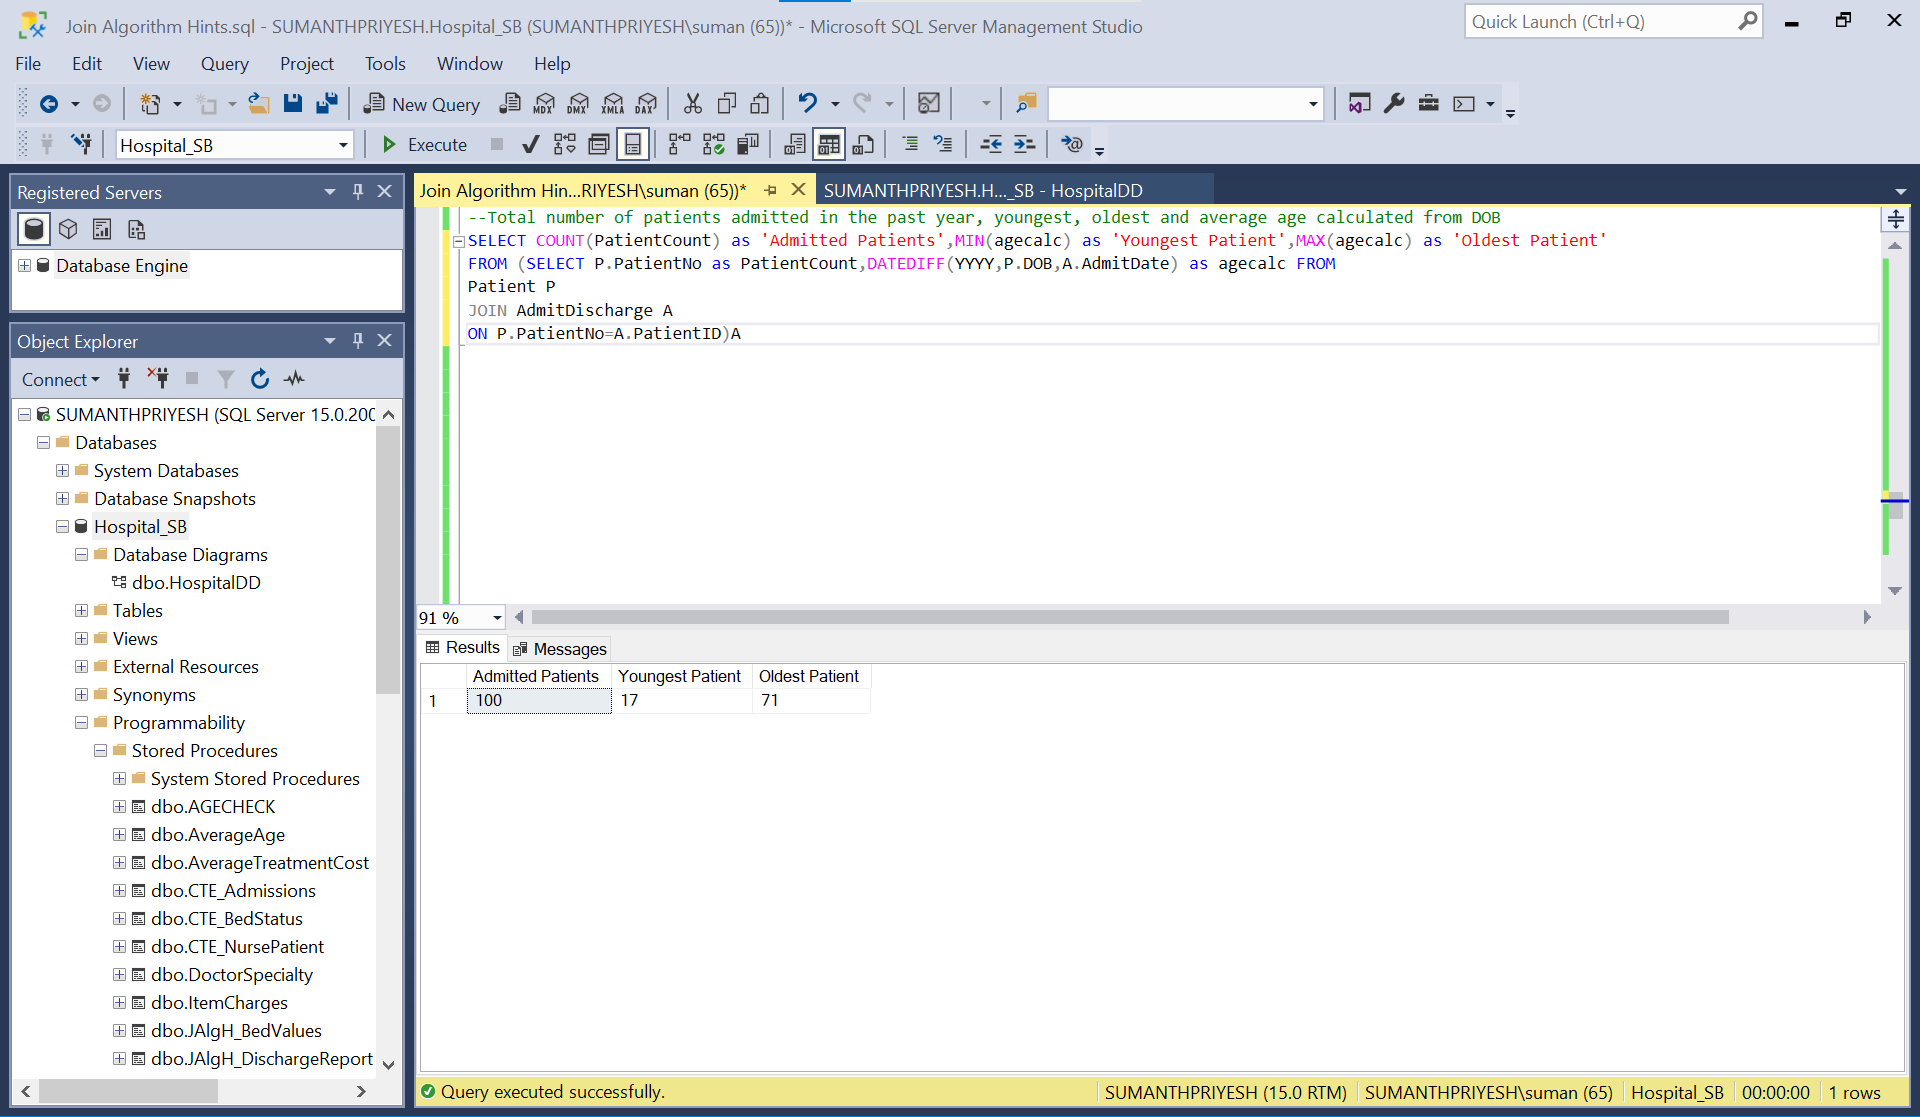 Join Algorithm Hints.sql - SUMANTHPRIYESH.Hospital_SB (SUMANTHPRIYESH\suman (65))* - Microsoft SQL Server Management Studio
Quick Launch (Ctrl+Q)
File Edit View Query Project Tools Window Help
New Query MDX DMX XMLA DAX
Hospital_SB Execute
Registered Servers
Database Engine
Object Explorer
Connect
SUMANTHPRIYESH (SQL Server 15.0.200
Databases
System Databases
Database Snapshots
Hospital_SB
Database Diagrams
dbo.HospitalDD
Tables
Views
External Resources
Synonyms
Programmability
Stored Procedures
System Stored Procedures
dbo.AGECHECK
dbo.AverageAge
dbo.AverageTreatmentCost
dbo.CTE_Admissions
dbo.CTE_BedStatus
dbo.CTE_NursePatient
dbo.DoctorSpecialty
dbo.ItemCharges
dbo.JAlgH_BedValues
dbo.JAlgH_DischargeReport
Join Algorithm Hin...RIYESH\suman (65))* SUMANTHPRIYESH.H..._SB - HospitalDD
--Total number of patients admitted in the past year, youngest, oldest and average age calculated from DOB
SELECT COUNT(PatientCount) as 'Admitted Patients',MIN(agecalc) as 'Youngest Patient',MAX(agecalc) as 'Oldest Patient'
FROM (SELECT P.PatientNo as PatientCount,DATEDIFF(YYYY,P.DOB,A.AdmitDate) as agecalc FROM
Patient P
JOIN AdmitDischarge A
ON P.PatientNo=A.PatientID)A
91 %
Results Messages
Admitted Patients Youngest Patient Oldest Patient
1 100 17 71
Query executed successfully. SUMANTHPRIYESH (15.0 RTM) SUMANTHPRIYESH\suman (65) Hospital_SB 00:00:00 1 rows